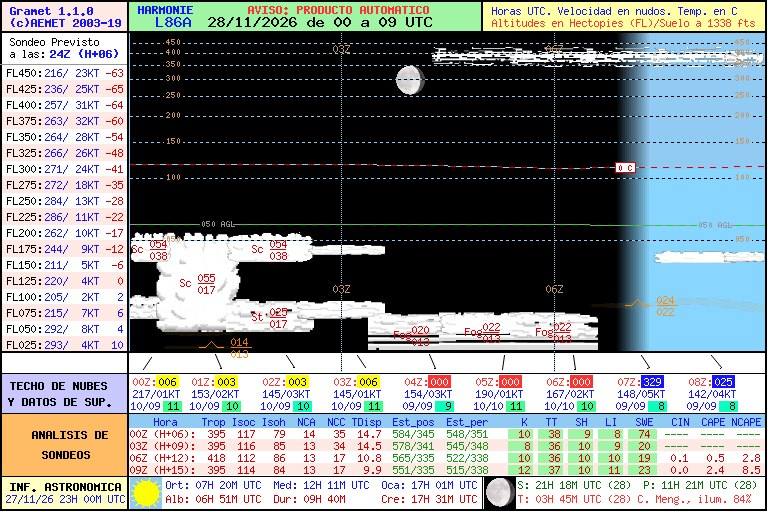 Gramet 1.1.0
(c)AEMET 2003-19
HARMONIE
L86A
AVISO: PRODUCTO AUTOMATICO
28/11/2026 de 00 a 09 UTC
Horas UTC. Velocidad en nudos. Temp. en C
Altitudes en Hectopies (FL)/Suelo a 1338 fts
Sondeo Previsto
a las: 24Z (H+06)
FL450:216/ 23KT -63
FL425:236/ 25KT -65
FL400:257/ 31KT -64
FL375:263/ 32KT -60
FL350:264/ 28KT -54
FL325:266/ 26KT -48
FL300:271/ 24KT -41
FL275:272/ 18KT -35
FL250:284/ 13KT -28
FL225:286/ 11KT -22
FL200:262/ 10KT -17
FL175:244/ 9KT -12
FL150:211/ 5KT -6
FL125:220/ 4KT 0
FL100:205/ 2KT 2
FL075:215/ 7KT 6
FL050:292/ 8KT 4
FL025:293/ 4KT 10
450 03Z 06Z 450
400 400
350 350
300 300
250 250
200 200
150 150
100 0 C 100
050 AGL 050 AGL
050 050
Sc 054 038
Sc 054 038
Sc 055 017
St 025 017
03Z 06Z
024 022
Fog 020 013
Fog 022 013
Fog 022 013
014 013
TECHO DE NUBES
Y DATOS DE SUP.
00Z: 006 01Z: 003 02Z: 003 03Z: 006 04Z: 000 05Z: 000 06Z: 000 07Z: 329 08Z: 025
217/01KT 153/02KT 145/03KT 145/01KT 154/03KT 190/01KT 167/02KT 148/05KT 142/04KT
10/09 11 10/09 11 10/09 11 10/09 11 09/09 9 10/10 11 10/10 11 09/09 8 09/09 8
ANALISIS DE
SONDEOS
Hora Trop Isoc Isoh NCA NCC TDisp Est_pos Est_per K TT SH LI SWE CIN CAPE NCAPE
00Z (H+06): 395 117 79 14 35 14.7 584/345 548/351 10 38 9 8 74 ---- ---- ----
03Z (H+09): 395 116 85 13 34 14.5 578/341 545/348 8 36 10 9 20 ---- ---- ----
06Z (H+12): 418 112 86 13 17 10.8 565/335 522/338 10 36 10 10 19 0.1 0.5 2.8
09Z (H+15): 395 114 84 13 17 9.9 551/335 515/338 12 37 10 11 23 0.0 2.4 8.5
INF. ASTRONOMICA
27/11/26 23H 00M UTC
Ort: 07H 20M UTC Med: 12H 11M UTC Oca: 17H 01M UTC
Alb: 06H 51M UTC Dur: 09H 40M Cre: 17H 31M UTC
S: 21H 18M UTC (28) P: 11H 21M UTC (28)
T: 03H 45M UTC (28) C. Meng., ilum. 84%